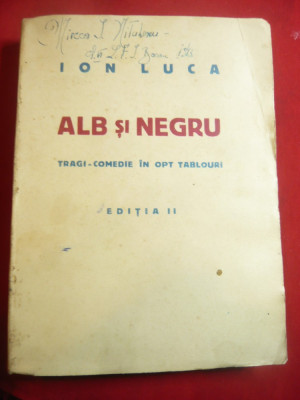 ION LUCA
ALB ȘI NEGRU
TRAGI-COMEDIE ÎN OPT TABLOURI
EDIȚIA II